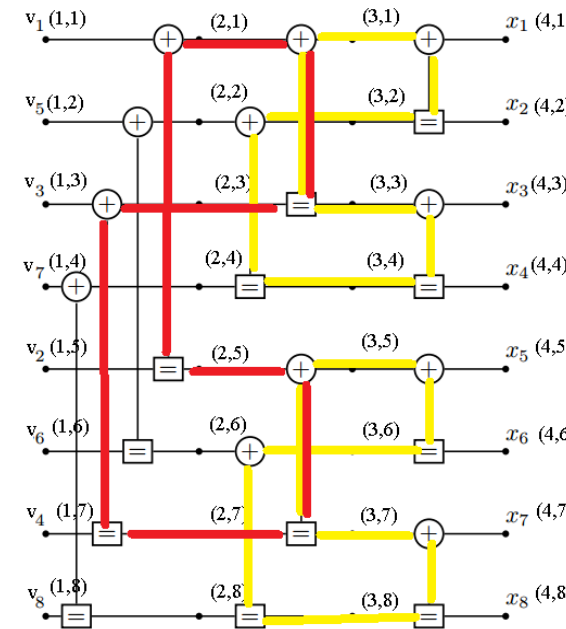 v1 (1,1) + (2,1) + (3,1) + x1 (4,1
v5 (1,2) + (2,2) + (3,2) = x2 (4,2)
v3 (1,3) + (2,3) = (3,3) + x3 (4,3)
v7 (1,4) + (2,4) = (3,4) = x4 (4,4)
v2 (1,5) = (2,5) + (3,5) + x5 (4,5
v6 (1,6) = (2,6) + (3,6) = x6 (4,6
v4 (1,7) = (2,7) = (3,7) + x7 (4,7
v8 (1,8) = (2,8) = (3,8) = x8 (4,8